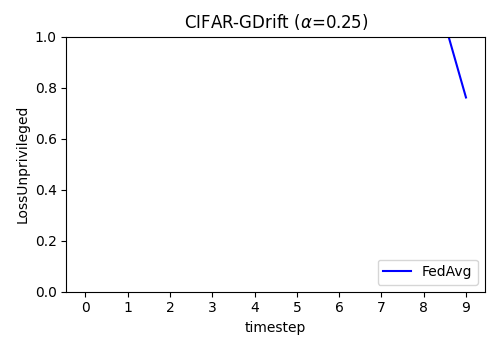 CIFAR-GDrift (α=0.25)
LossUnprivileged
1.0
0.8
0.6
0.4
0.2
0.0
FedAvg
0 1 2 3 4 5 6 7 8 9
timestep